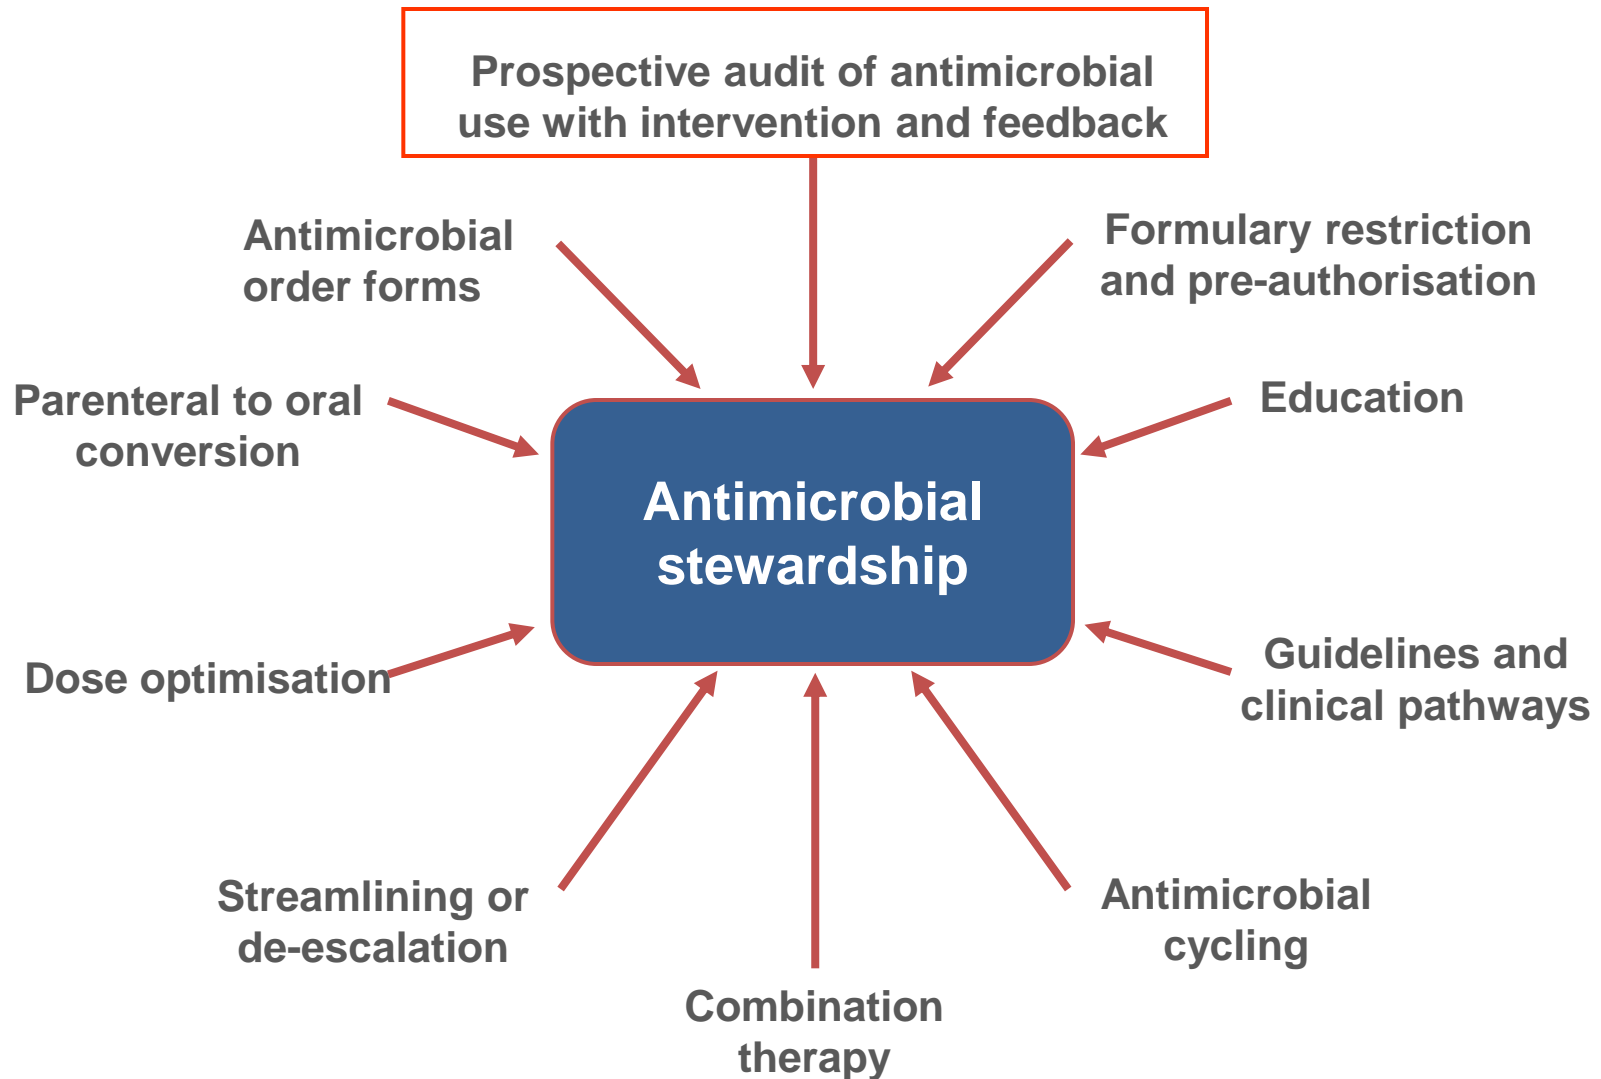 Prospective audit of antimicrobial
use with intervention and feedback
Antimicrobial
order forms
Formulary restriction
and pre-authorisation
Parenteral to oral
conversion
Education
Antimicrobial
stewardship
Dose optimisation
Guidelines and
clinical pathways
Streamlining or
de-escalation
Antimicrobial
cycling
Combination
therapy